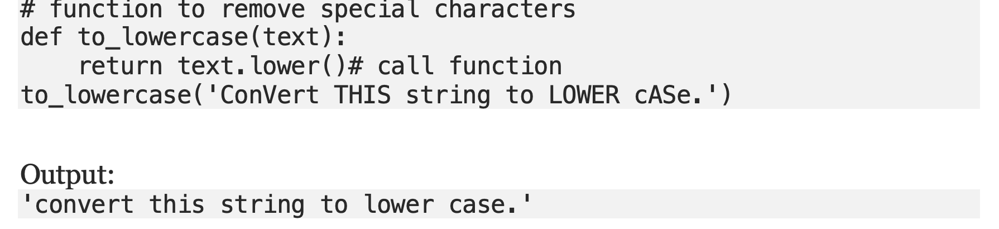 # function to remove special characters
def to_lowercase(text):
    return text.lower()# call function
to_lowercase('ConVert THIS string to LOWER cASe.')
Output:
'convert this string to lower case.'